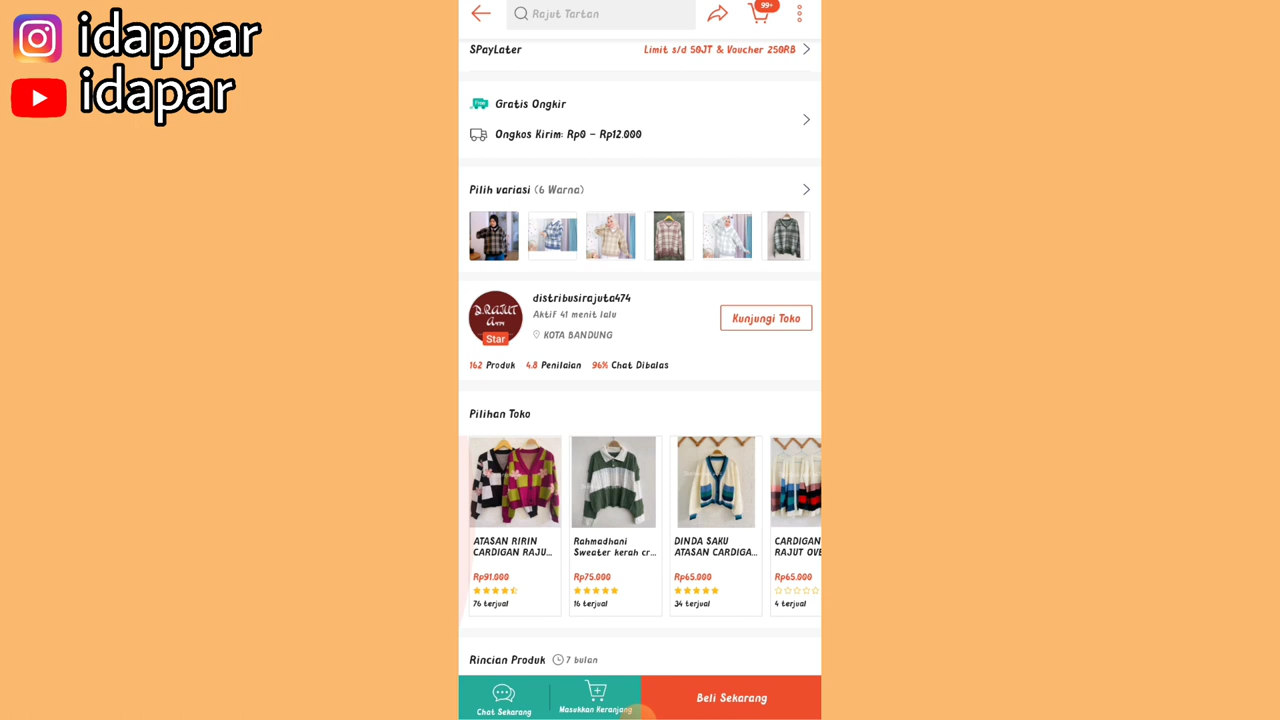 idappar
idapar
Rajut Tartan
99+
SPayLater
Limit s/d 50JT & Voucher 250RB
Free
Gratis Ongkir
Ongkos Kirim: Rp0 - Rp12.000
Pilih variasi (6 Warna)
D.RAJUT
A474
Star
distribusirajuta474
Aktif 41 menit lalu
KOTA BANDUNG
Kunjungi Toko
162 Produk
4.8 Penilaian
96% Chat Dibalas
Pilihan Toko
ATASAN RIRIN
CARDIGAN RAJU...
Rp91.000
76 terjual
Rahmadhani
Sweater kerah cr...
Rp75.000
16 terjual
DINDA SAKU
ATASAN CARDIGA...
Rp65.000
34 terjual
CARDIGAN
RAJUT OVE
Rp65.000
4 terjual
Rincian Produk
7 bulan
Chat Sekarang
Masukkan Keranjang
Beli Sekarang